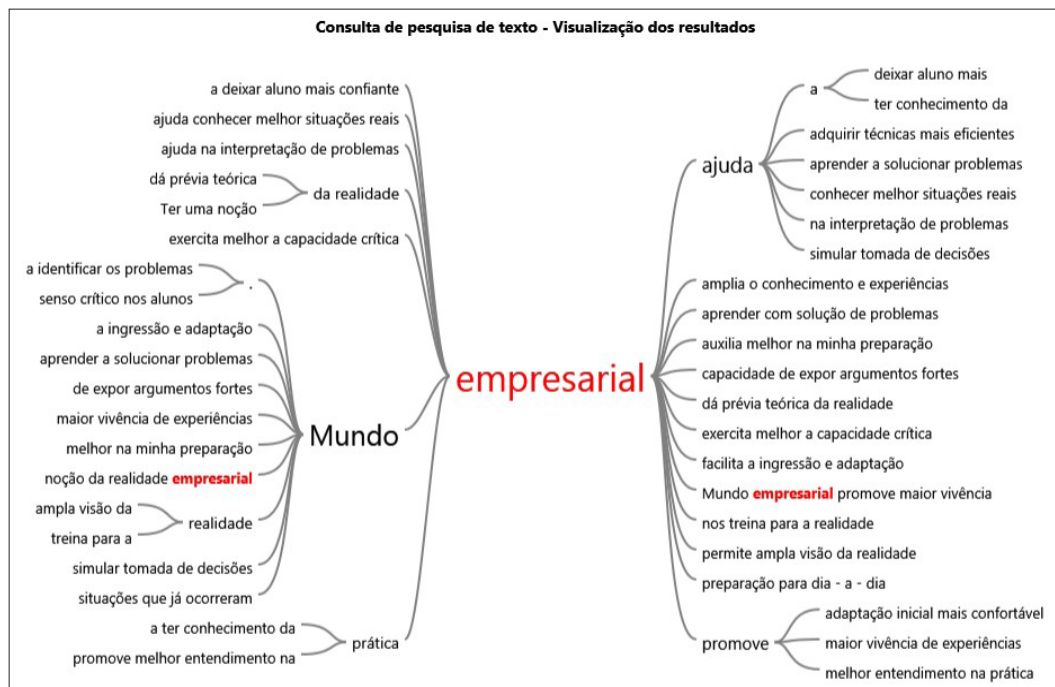 Consulta de pesquisa de texto - Visualização dos resultados
a deixar aluno mais confiante
ajuda conhecer melhor situações reais
ajuda na interpretação de problemas
dá prévia teórica
Ter uma noção
da realidade
exercita melhor a capacidade crítica
a identificar os problemas
senso crítico nos alunos
.
a ingressão e adaptação
aprender a solucionar problemas
de expor argumentos fortes
maior vivência de experiências
melhor na minha preparação
noção da realidade empresarial
ampla visão da
treina para a
realidade
simular tomada de decisões
situações que já ocorreram
Mundo
a ter conhecimento da
promove melhor entendimento na
prática
empresarial
ajuda
a
deixar aluno mais
ter conhecimento da
adquirir técnicas mais eficientes
aprender a solucionar problemas
conhecer melhor situações reais
na interpretação de problemas
simular tomada de decisões
amplia o conhecimento e experiências
aprender com solução de problemas
auxilia melhor na minha preparação
capacidade de expor argumentos fortes
dá prévia teórica da realidade
exercita melhor a capacidade crítica
facilita a ingressão e adaptação
Mundo empresarial promove maior vivência
nos treina para a realidade
permite ampla visão da realidade
preparação para dia - a - dia
promove
adaptação inicial mais confortável
maior vivência de experiências
melhor entendimento na prática